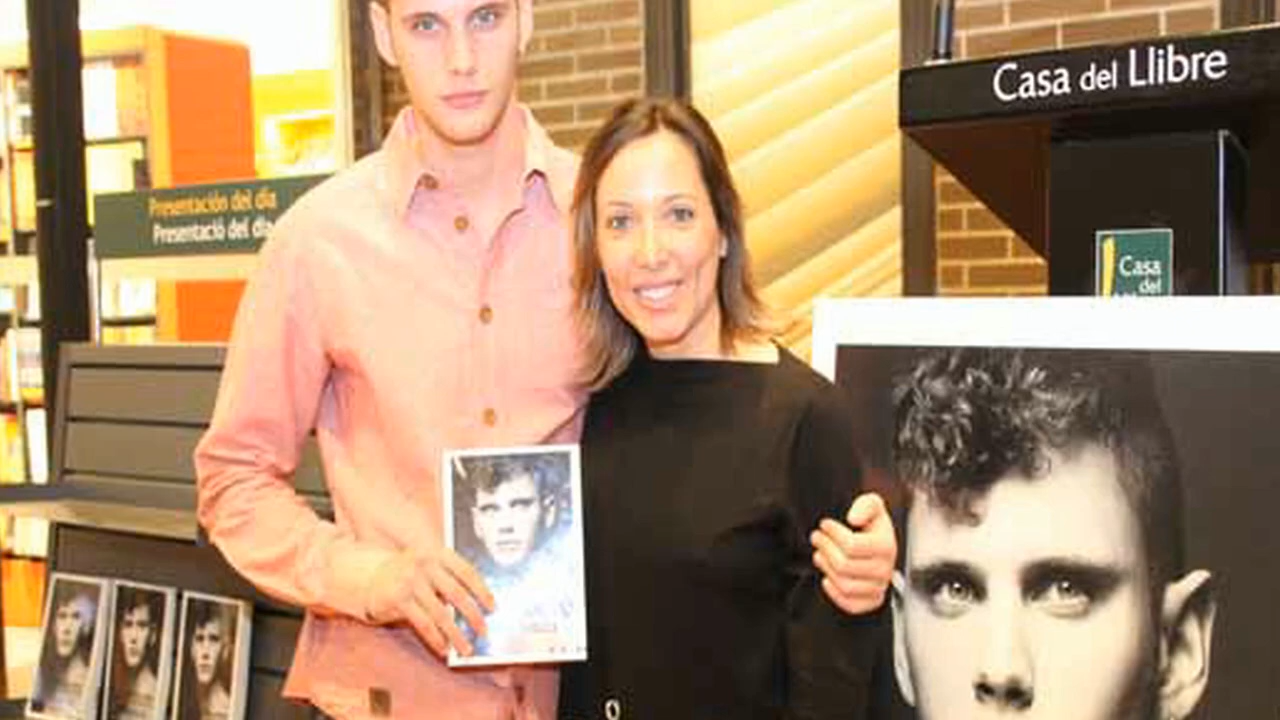 Casa del Llibre
Presentación del día
Presentació del dia
Casa
del